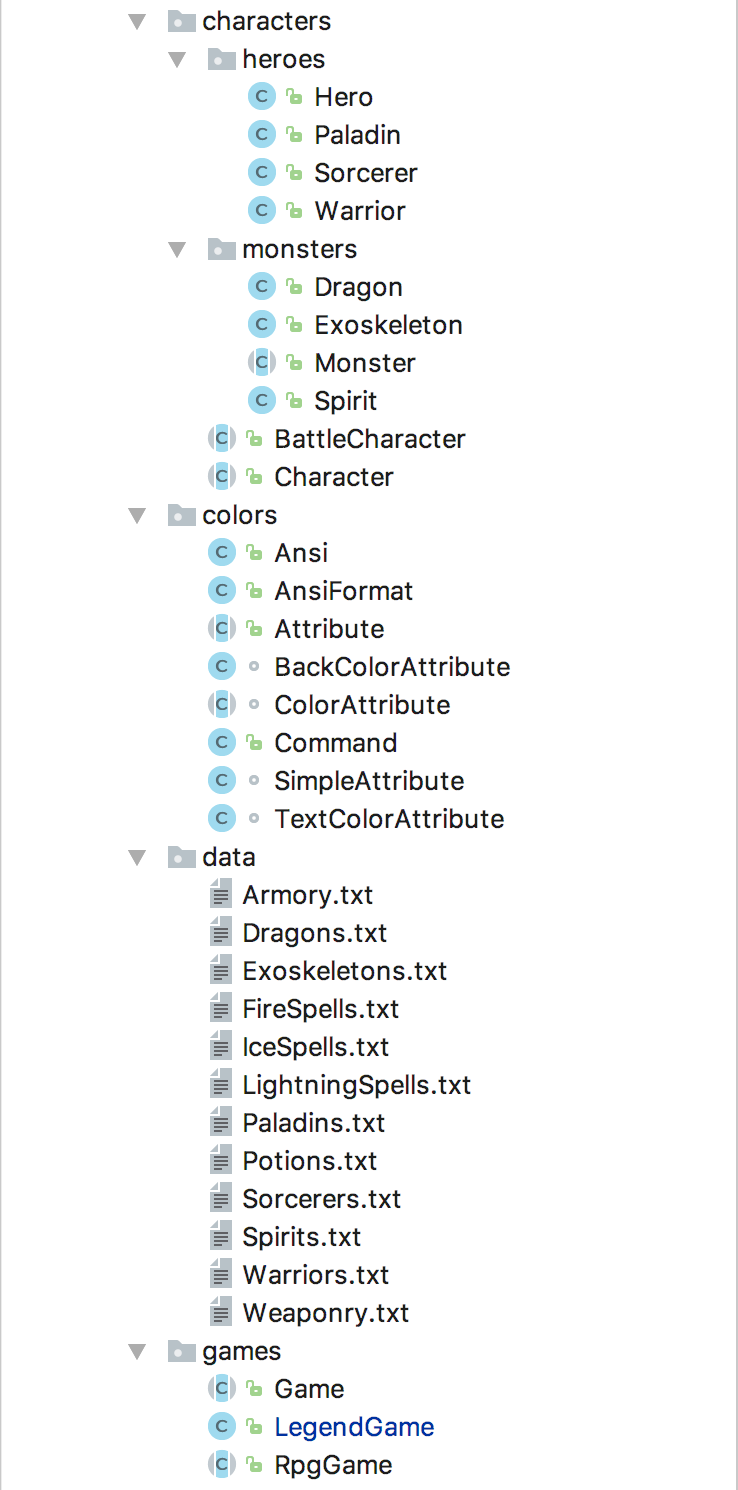 characters
heroes
C Hero
C Paladin
C Sorcerer
C Warrior
monsters
C Dragon
C Exoskeleton
C Monster
C Spirit
C BattleCharacter
C Character
colors
C Ansi
C AnsiFormat
C Attribute
C BackColorAttribute
C ColorAttribute
C Command
C SimpleAttribute
C TextColorAttribute
data
Armory.txt
Dragons.txt
Exoskeletons.txt
FireSpells.txt
IceSpells.txt
LightningSpells.txt
Paladins.txt
Potions.txt
Sorcerers.txt
Spirits.txt
Warriors.txt
Weaponry.txt
games
C Game
C LegendGame
C RpgGame